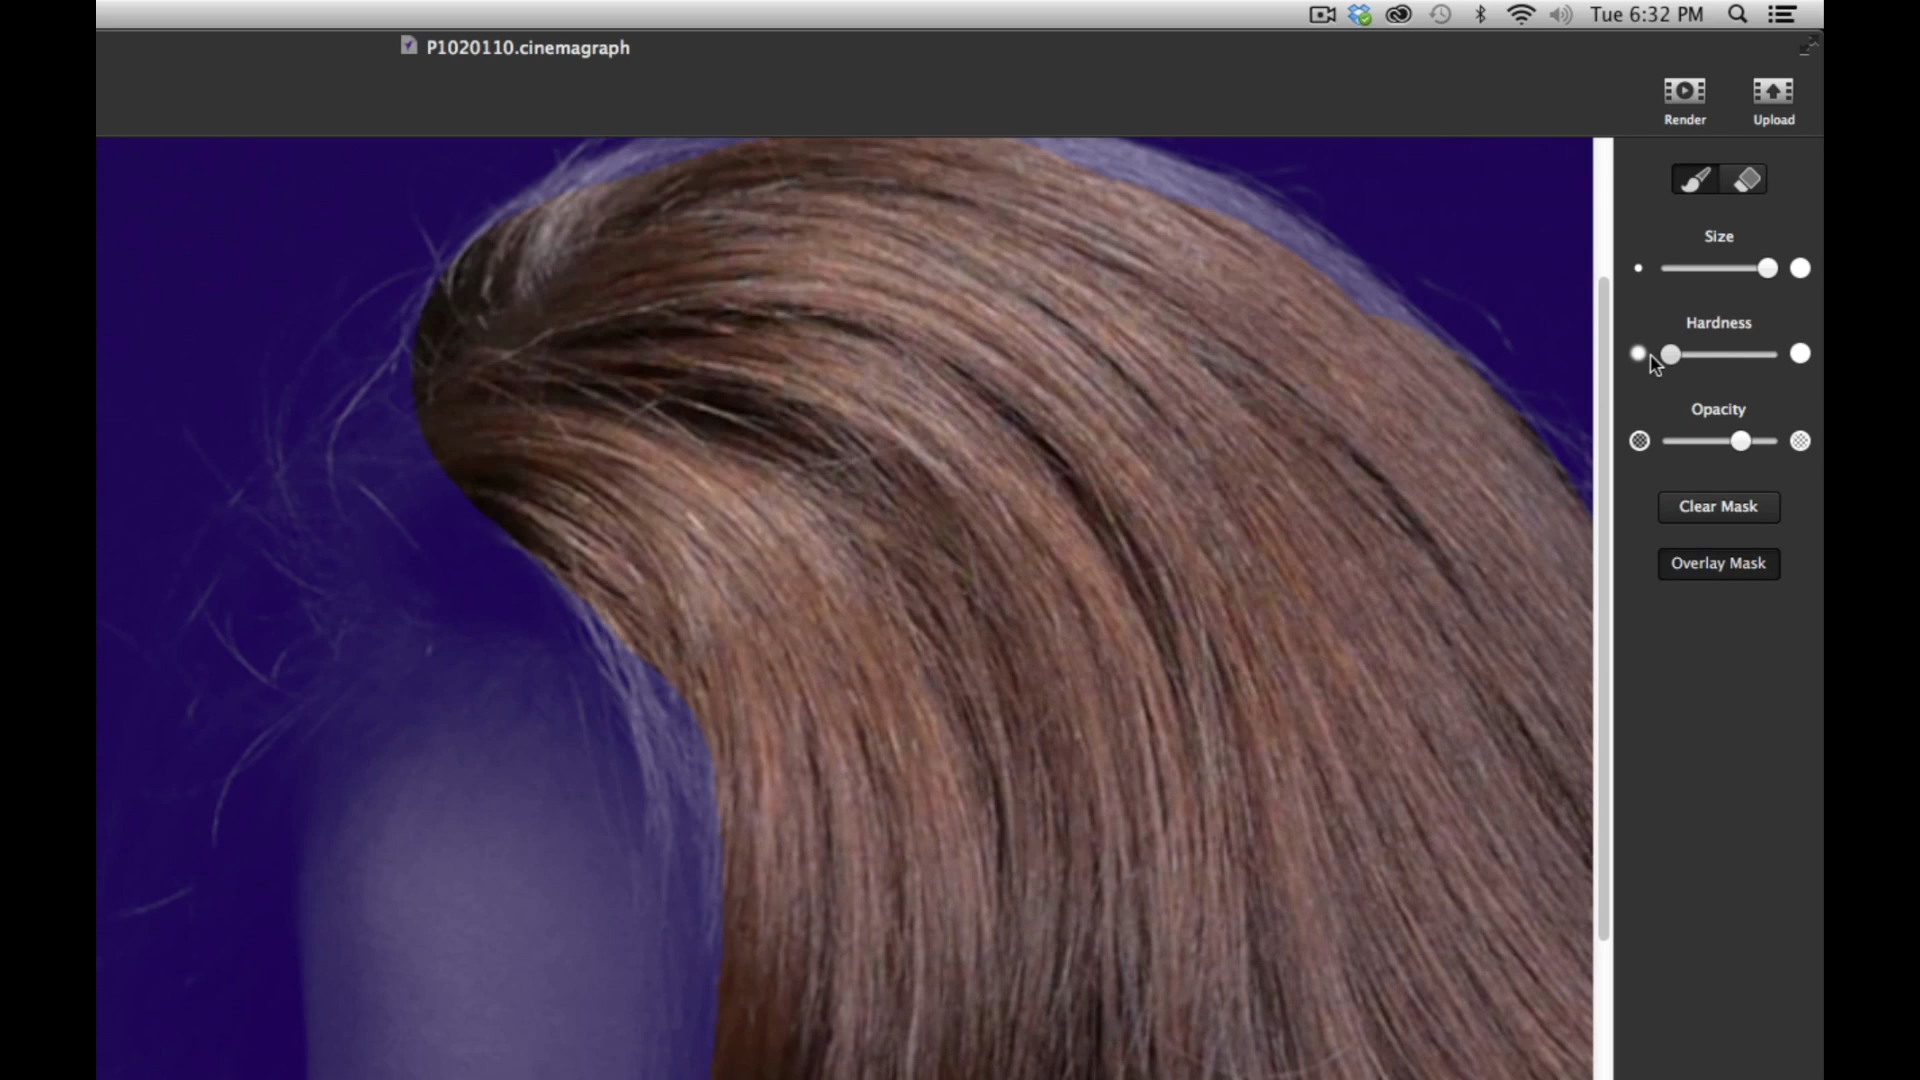 Tue 6:32 PM
P1020110.cinemagraph
Render
Upload
Size
Hardness
Opacity
Clear Mask
Overlay Mask